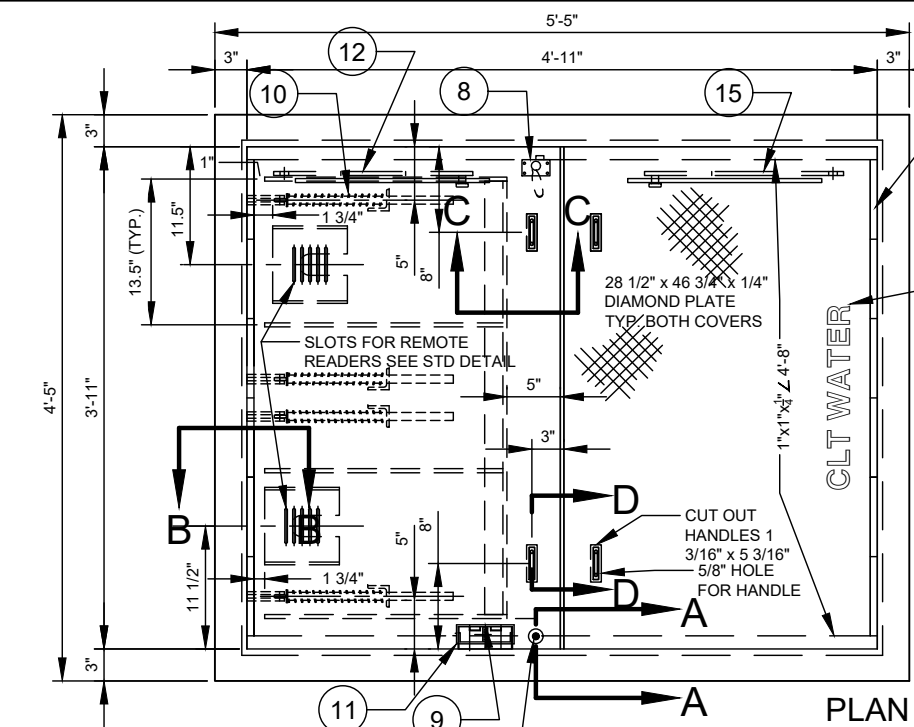 5'-5"
3"
4'-11"
3"
12
10
8
15
3"
1"
11.5"
13.5" (TYP.)
1 3/4"
5"
8"
C
C
28 1/2" x 46 3/4" x 1/4"
DIAMOND PLATE
TYP. BOTH COVERS
SLOTS FOR REMOTE
READERS SEE STD DETAIL
4'-5"
3'-11"
5"
3"
1"x1"x1/4"∠ 4'-8"
CLT WATER
B
B
D
D
CUT OUT
HANDLES 1
3/16" x 5 3/16"
5/8" HOLE
FOR HANDLE
11 1/2"
1 3/4"
5"
8"
A
A
3"
11
9
PLAN